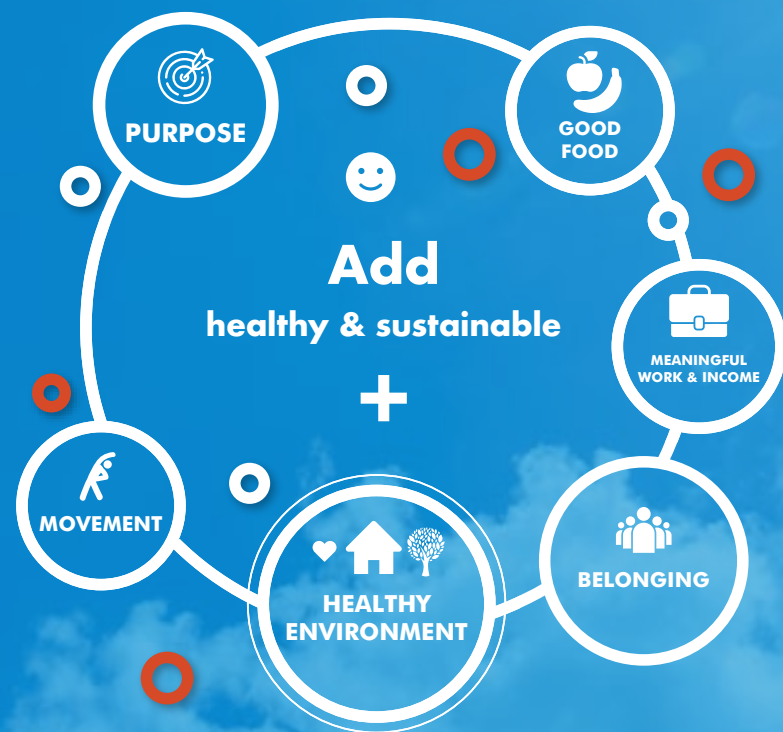 PURPOSE
GOOD
FOOD
Add
healthy & sustainable
+
MEANINGFUL
WORK & INCOME
MOVEMENT
BELONGING
HEALTHY
ENVIRONMENT